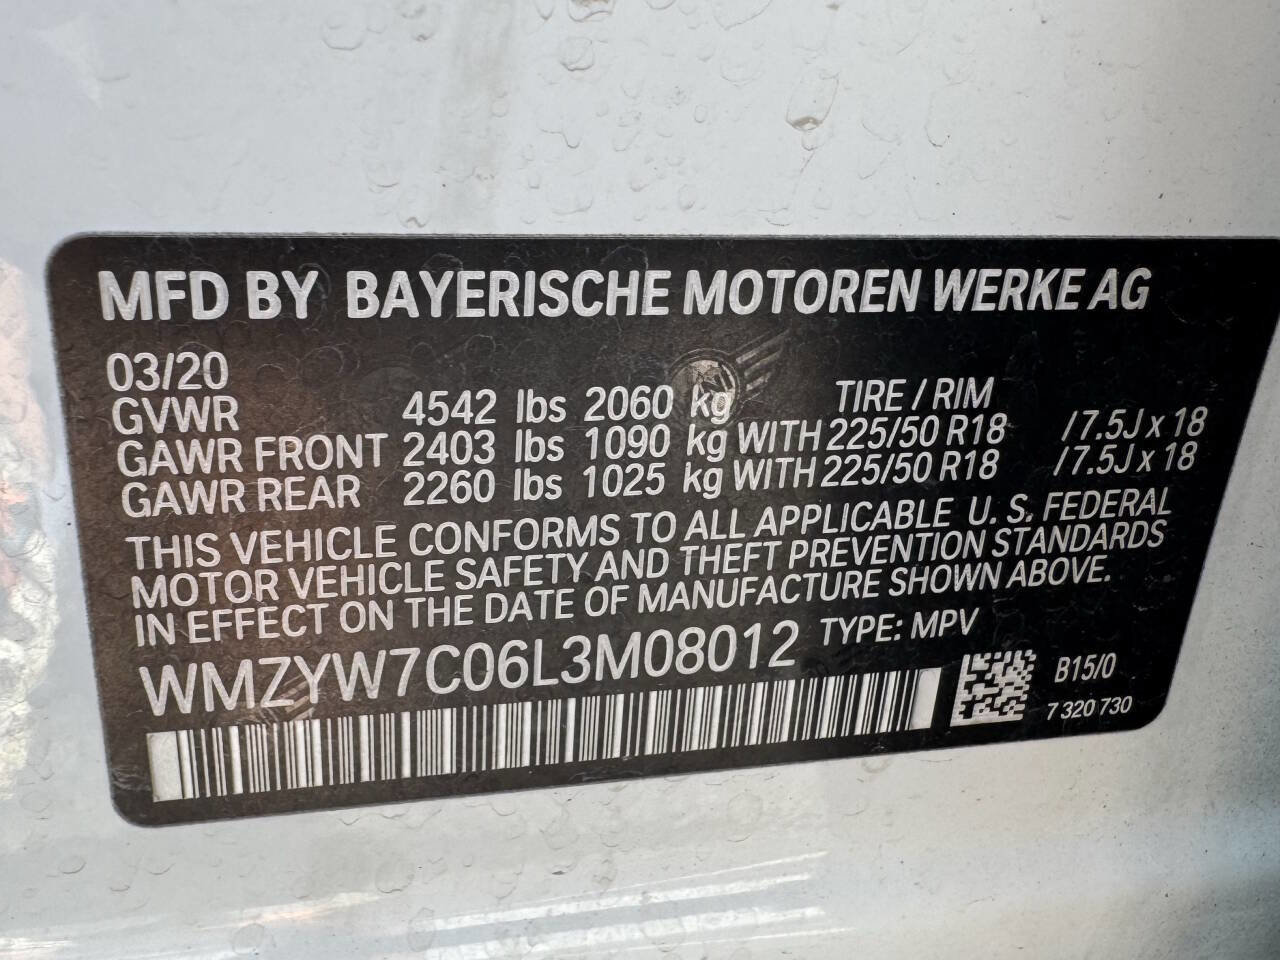 MFD BY BAYERISCHE MOTOREN WERKE AG
03/20
GVWR 4542 lbs 2060 kg TIRE / RIM
GAWR FRONT 2403 lbs 1090 kg WITH 225/50 R18 / 7.5J x 18
GAWR REAR 2260 lbs 1025 kg WITH 225/50 R18 / 7.5J x 18
THIS VEHICLE CONFORMS TO ALL APPLICABLE U. S. FEDERAL
MOTOR VEHICLE SAFETY AND THEFT PREVENTION STANDARDS
IN EFFECT ON THE DATE OF MANUFACTURE SHOWN ABOVE.
WMZYW7C06L3M08012 TYPE: MPV
B15/0
7 320 730